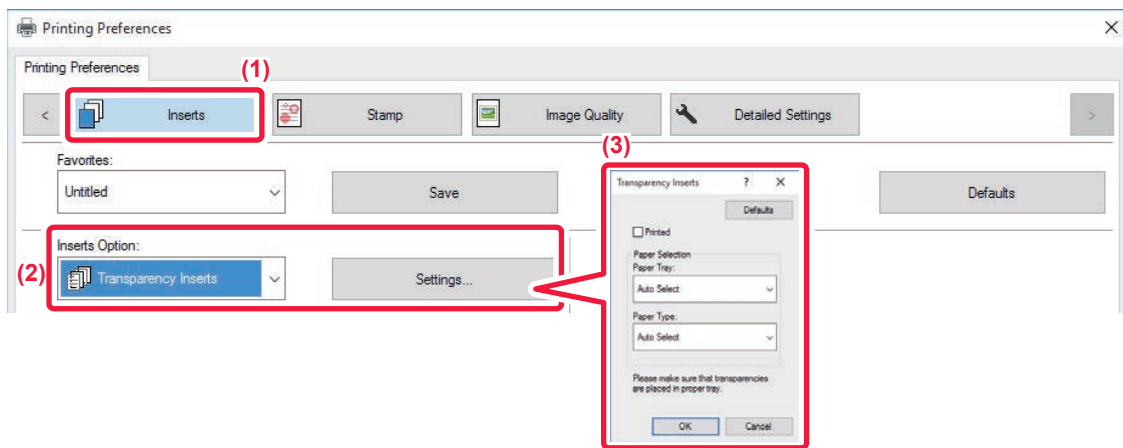 Printing Preferences
Printing Preferences
(1)
<
Inserts
Stamp
Image Quality
Detailed Settings
>
Favorites:
Untitled
Save
Defaults
(2)
Inserts Option:
Transparency Inserts
Settings...
(3)
Transparency Inserts ?
Defaults
Printed
Paper Selection
Paper Tray:
Auto Select
Paper Type:
Auto Select
Please make sure that transparencies
are placed in proper tray.
OK
Cancel